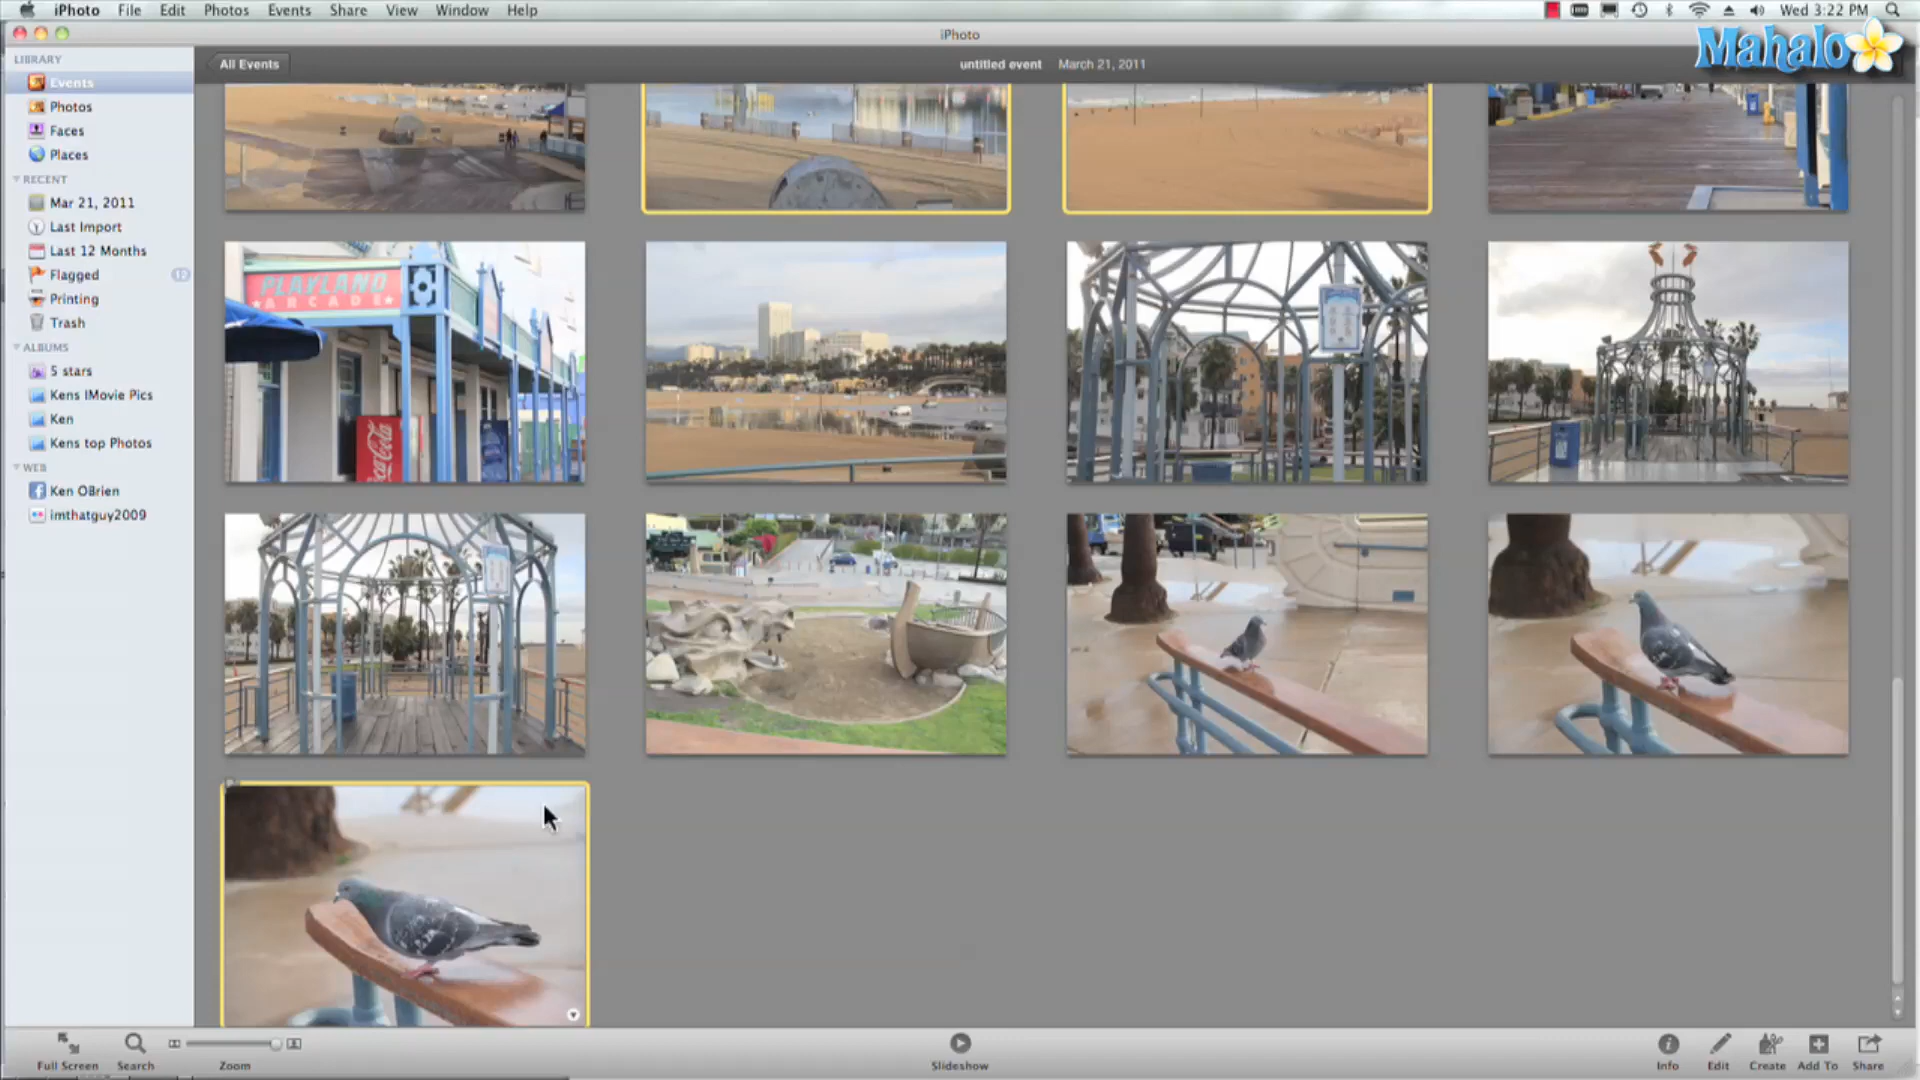 iPhoto File Edit Photos Events Share View Window Help Wed 3:22 PM
iPhoto
Mahalo
LIBRARY
Events
Photos
Faces
Places
RECENT
Mar 21, 2011
Last Import
Last 12 Months
Flagged
Printing
Trash
ALBUMS
5 stars
Kens IMovie Pics
Ken
Kens top Photos
WEB
Ken OBrien
imthatguy2009
All Events
untitled event March 21, 2011
PLAYLAND
ARCADE
Coca-Cola
Full Screen Search Zoom Slideshow Info Edit Create Add To Share